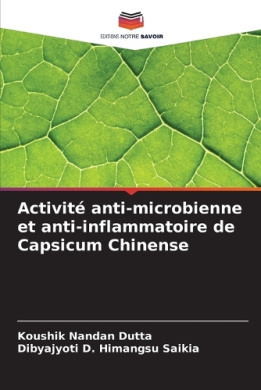 EDITIONS NOTRE SAVOIR
Activité anti-microbienne
et anti-inflammatoire de
Capsicum Chinense
Koushik Nandan Dutta
Dibyajyoti D. Himangsu Saikia